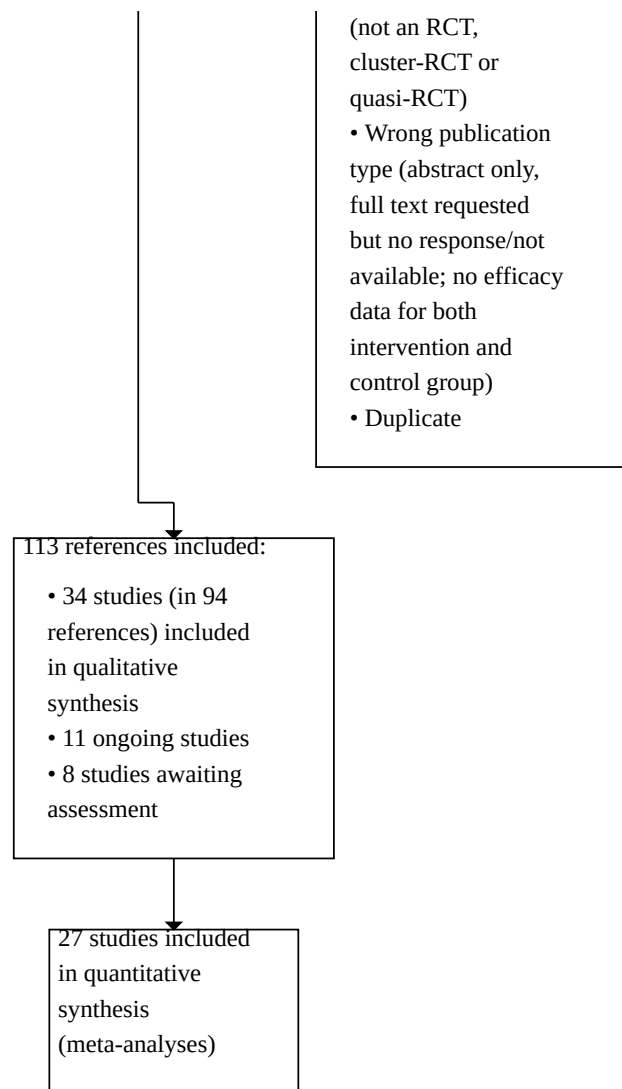 (not an RCT,
cluster-RCT or
quasi-RCT)
• Wrong publication
type (abstract only,
full text requested
but no response/not
available; no efficacy
data for both
intervention and
control group)
• Duplicate
113 references included:
• 34 studies (in 94
references) included
in qualitative
synthesis
• 11 ongoing studies
• 8 studies awaiting
assessment
27 studies included
in quantitative
synthesis
(meta-analyses)